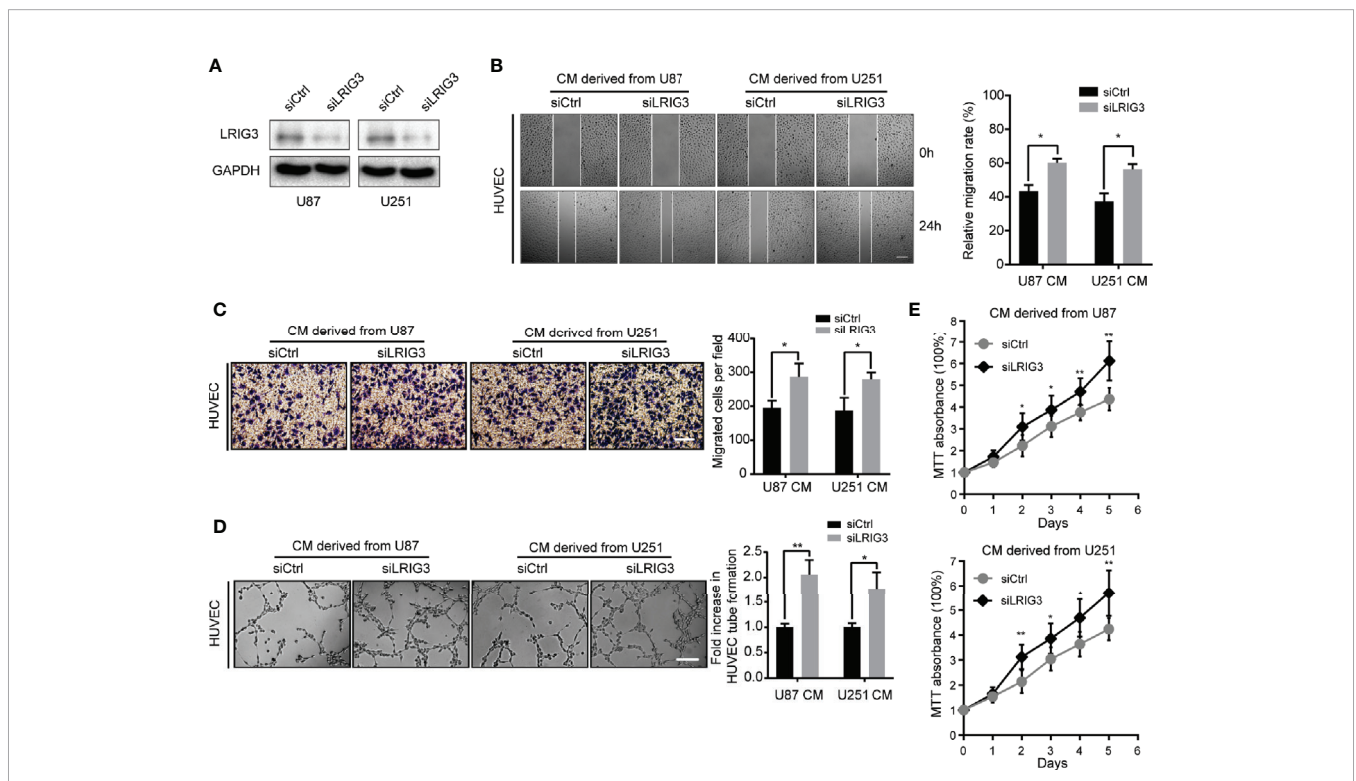 A
siCtrl
siLRIG3
siCtrl
siLRIG3
LRIG3
GAPDH
U87
U251
B
CM derived from U87
CM derived from U251
siCtrl
siLRIG3
siCtrl
siLRIG3
HUVEC
0h
24h
siCtrl
siLRIG3
Relative migration rate (%)
100
80
60
40
20
0
*
*
U87 CM
U251 CM
C
CM derived from U87
CM derived from U251
siCtrl
siLRIG3
siCtrl
siLRIG3
HUVEC
siCtrl
siLRIG3
Migrated cells per field
400
300
200
100
0
*
*
U87 CM
U251 CM
D
CM derived from U87
CM derived from U251
siCtrl
siLRIG3
siCtrl
siLRIG3
HUVEC
siCtrl
siLRIG3
Fold increase in
HUVEC tube formation
2.5
2.0
1.5
1.0
0.5
0.0
**
*
U87 CM
U251 CM
E
CM derived from U87
siCtrl
siLRIG3
MTT absorbance (100%)
8
7
6
5
4
3
2
1
0
*
*
**
**
0 1 2 3 4 5 6
Days
CM derived from U251
siCtrl
siLRIG3
MTT absorbance (100%)
7
6
5
4
3
2
1
0
**
*
**
0 1 2 3 4 5 6
Days